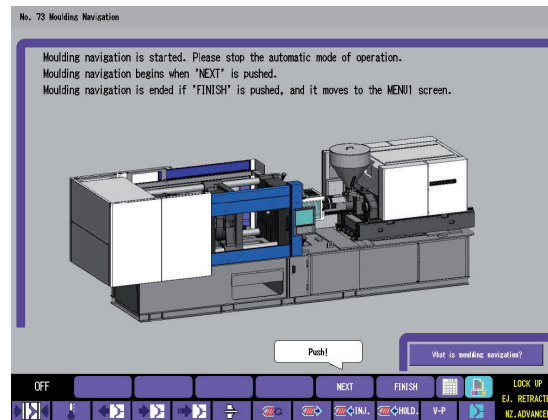 No. 73 Moulding Navigation
Moulding navigation is started. Please stop the automatic mode of operation.
Moulding navigation begins when 'NEXT' is pushed.
Moulding navigation is ended if 'FINISH' is pushed, and it moves to the MENU1 screen.
Push!
What is moulding navigation?
OFF
NEXT
FINISH
LOCK UP
EJ. RETRACTE
INJ.
HOLD.
V-P
NZ.ADVANCE